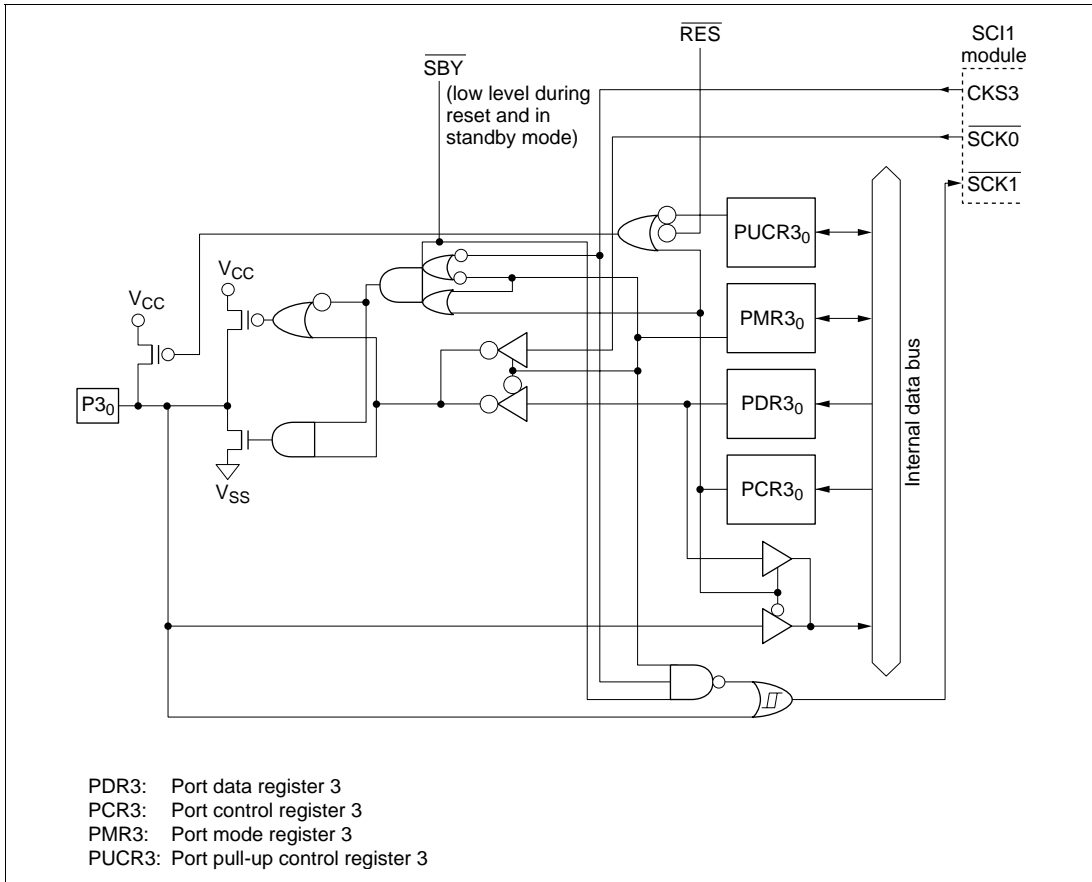 SBY
(low level during
reset and in
standby mode)
RES
SCI1
module
CKS3
SCK0
SCK1
PUCR3₀
PMR3₀
PDR3₀
PCR3₀
Internal data bus
VCC
VCC
P3₀
VSS
PDR3: Port data register 3
PCR3: Port control register 3
PMR3: Port mode register 3
PUCR3: Port pull-up control register 3